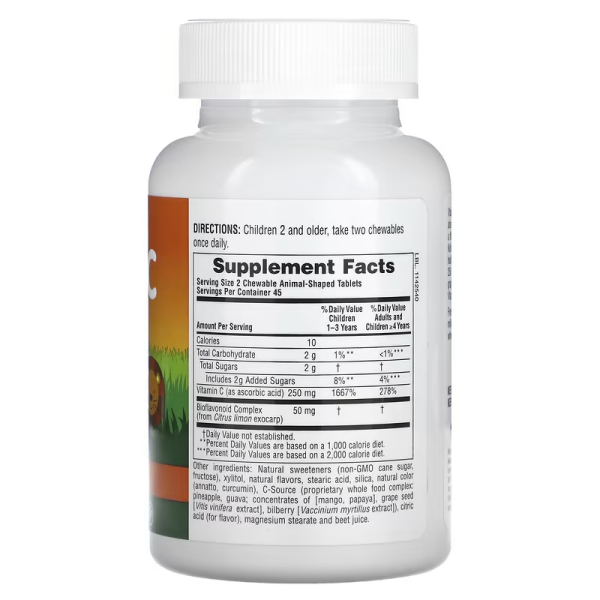 C
DIRECTIONS: Children 2 and older, take two chewables
once daily.
LBL. 1142540
Supplement Facts
Serving Size 2 Chewable Animal-Shaped Tablets
Servings Per Container 45
Amount Per Serving
%Daily Value Children 1–3 Years
%Daily Value Adults and Children ≥4 Years
Calories 10
Total Carbohydrate 2 g 1%** <1%***
Total Sugars 2 g † †
Includes 2g Added Sugars 8%** 4%***
Vitamin C (as ascorbic acid) 250 mg 1667% 278%
Bioflavonoid Complex 50 mg † †
(from Citrus limon exocarp)
†Daily Value not established.
**Percent Daily Values are based on a 1,000 calorie diet.
***Percent Daily Values are based on a 2,000 calorie diet.
Other ingredients: Natural sweeteners (non-GMO cane sugar,
fructose), xylitol, natural flavors, stearic acid, silica, natural color
(annatto, curcumin), C-Source (proprietary whole food complex:
pineapple, guava; concentrates of [mango, papaya], grape seed
[Vitis vinifera extract], bilberry [Vaccinium myrtillus extract]), citric
acid (for flavor), magnesium stearate and beet juice.